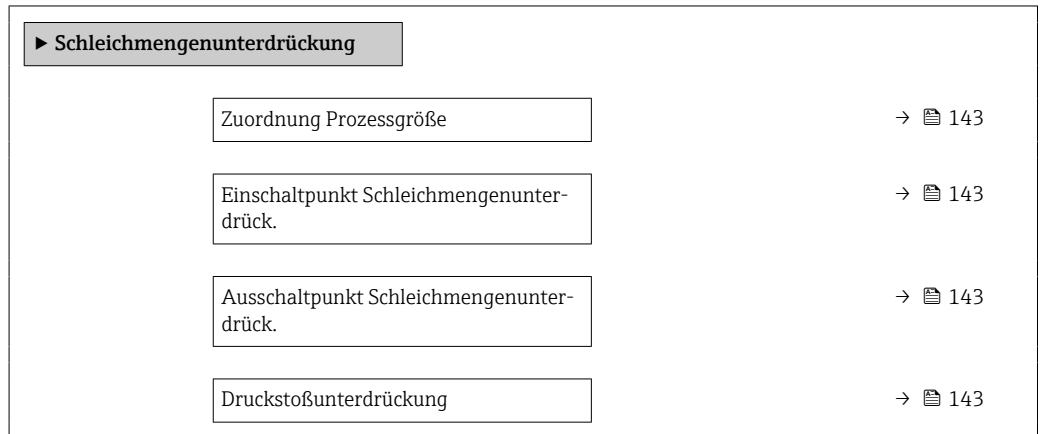 ▶ Schleichmengenunterdrückung
Zuordnung Prozessgröße → 143
Einschaltpunkt Schleichmengenunter-
drück. → 143
Ausschaltpunkt Schleichmengenunter-
drück. → 143
Druckstoßunterdrückung → 143